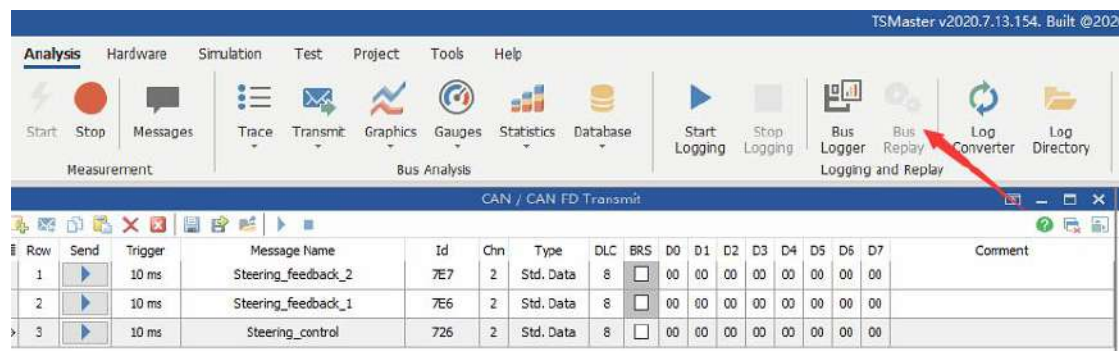 TSMaster v2020.7.13.154. Built @202
Analysis Hardware Simulation Test Project Tools Help
Start Stop Messages Trace Transmit Graphics Gauges Statistics Database Start Logging Stop Logging Bus Logger Bus Replay Log Converter Log Directory
Measurement Bus Analysis Logging and Replay
CAN / CAN FD Transmit
Row Send Trigger Message Name Id Chn Type DLC BRS D0 D1 D2 D3 D4 D5 D6 D7 Comment
1 10 ms Steering_feedback_2 7E7 2 Std. Data 8 00 00 00 00 00 00 00 00
2 10 ms Steering_feedback_1 7E6 2 Std. Data 8 00 00 00 00 00 00 00 00
3 10 ms Steering_control 726 2 Std. Data 8 00 00 00 00 00 00 00 00